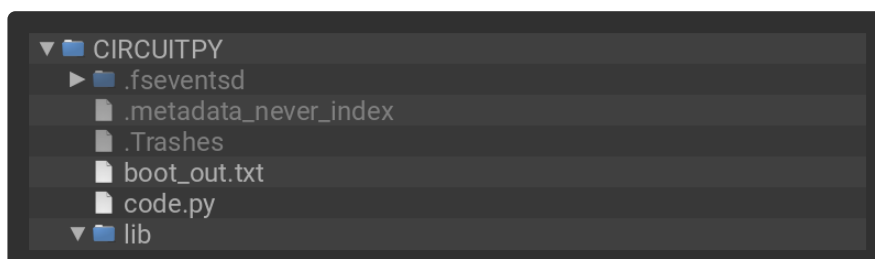 CIRCUITPY
.fseventsd
.metadata_never_index
.Trashes
boot_out.txt
code.py
lib